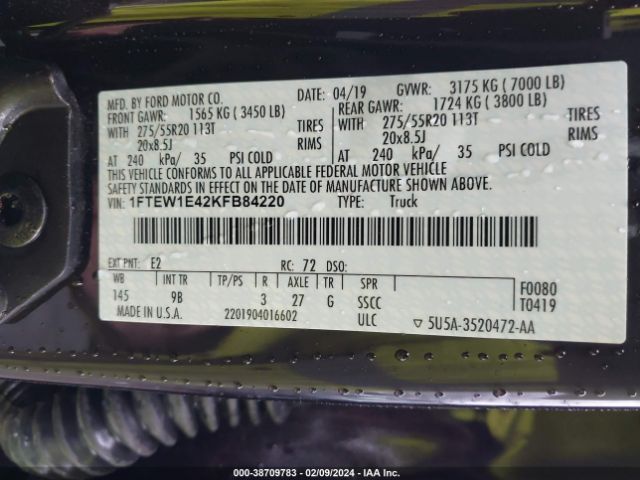 MFD. BY FORD MOTOR CO.
DATE: 04/19 GVWR: 3175 KG ( 7000 LB)
FRONT GAWR: 1565 KG ( 3450 LB) REAR GAWR: 1724 KG ( 3800 LB)
WITH 275/55R20 113T TIRES WITH 275/55R20 113T TIRES
20x8.5J RIMS 20x8.5J RIMS
AT 240 kPa/ 35 PSI COLD AT 240 kPa/ 35 PSI COLD
THIS VEHICLE CONFORMS TO ALL APPLICABLE FEDERAL MOTOR VEHICLE
SAFETY STANDARDS IN EFFECT ON THE DATE OF MANUFACTURE SHOWN ABOVE.
VIN: 1FTEW1E42KFB84220 TYPE: Truck
EXT PNT: E2 RC: 72 DSO:
WB INT TR TP/PS R AXLE TR SPR F0080
145 9B 3 27 G SSCC T0419
MADE IN U.S.A. 2201904016602 ULC ▽ 5U5A-3520472-AA
000-38709783 - 02/09/2024 - IAA Inc.